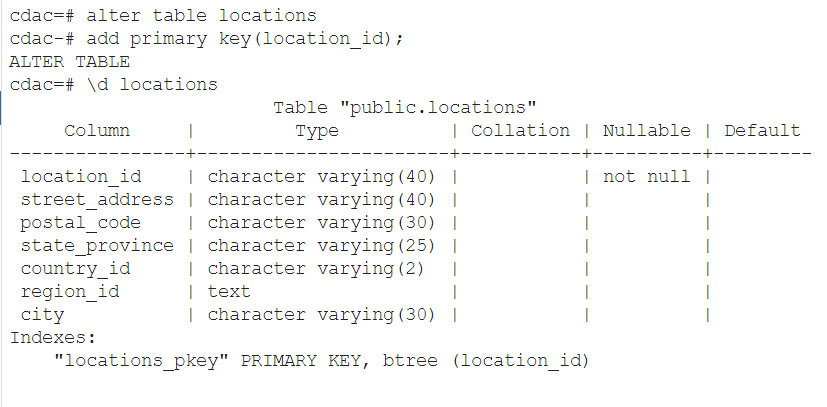 cdac=# alter table locations
cdac-# add primary key(location_id);
ALTER TABLE
cdac=# \d locations
                        Table "public.locations"
     Column     |         Type          | Collation | Nullable | Default
----------------+-----------------------+-----------+----------+---------
 location_id    | character varying(40) |           | not null |
 street_address | character varying(40) |           |          |
 postal_code    | character varying(30) |           |          |
 state_province | character varying(25) |           |          |
 country_id     | character varying(2)  |           |          |
 region_id      | text                  |           |          |
 city           | character varying(30) |           |          |
Indexes:
    "locations_pkey" PRIMARY KEY, btree (location_id)